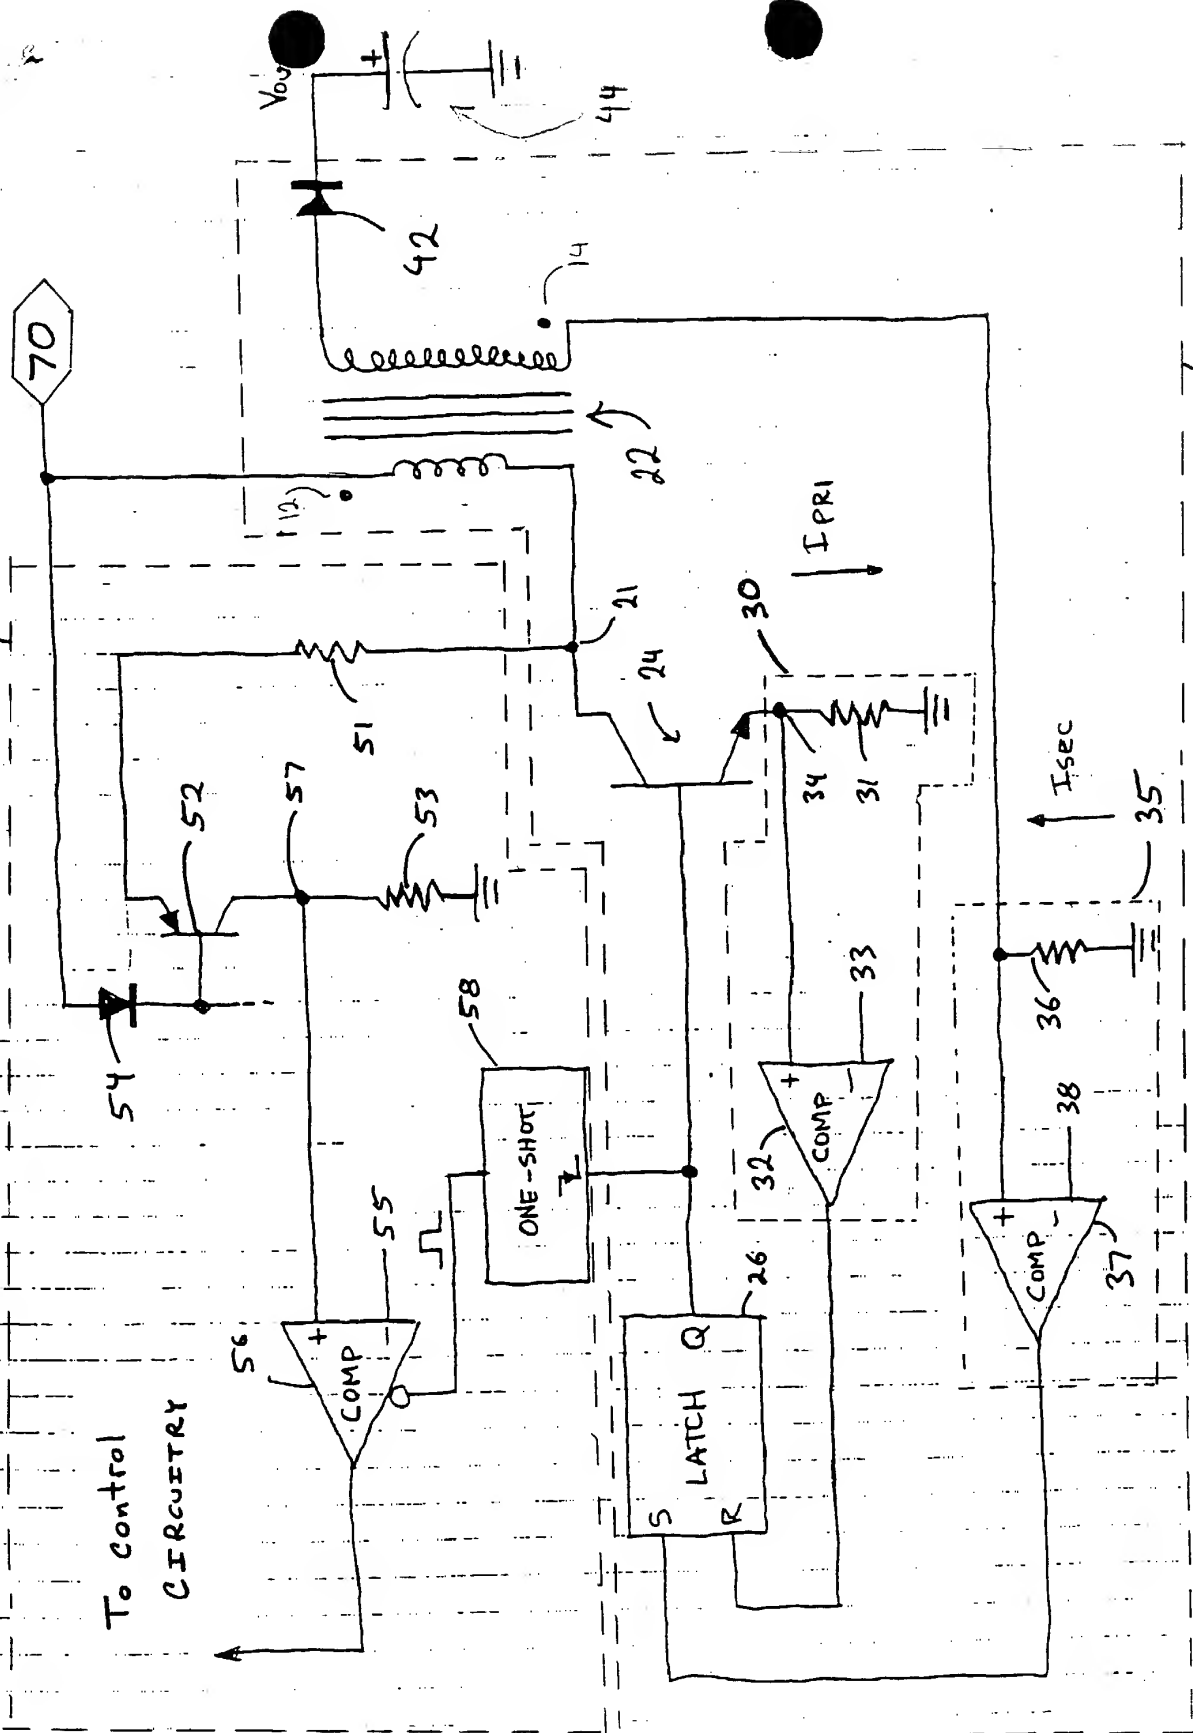 To Control
CIRCUITRY
56
COMP
+
−
55
54
52
57
53
51
58
ONE-SHOT
70
12
22
14
42
Vou
+
44
21
24
30
IPRI
34
31
33
32
COMP
+
−
26
LATCH
Q
S
R
ISEC
35
36
38
37
COMP
+
−